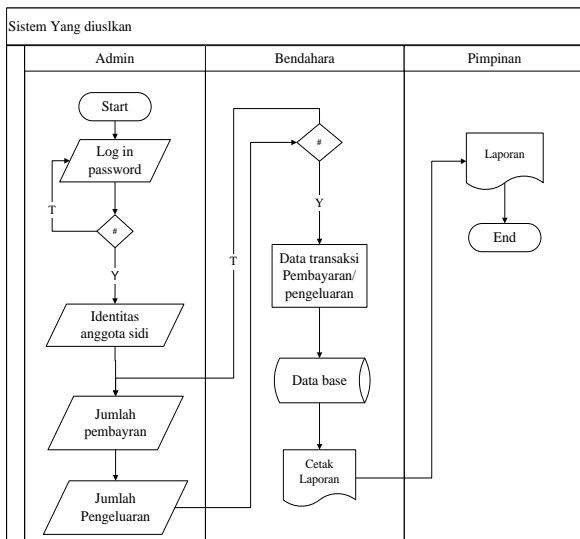 Sistem Yang diuslkan
Admin
Bendahara
Pimpinan
Start
Log in
password
T
#
Y
Identitas
anggota sidi
Jumlah
pembayran
Jumlah
Pengeluaran
#
T
Y
Data transaksi
Pembayaran/
pengeluaran
Data base
Cetak
Laporan
Laporan
End